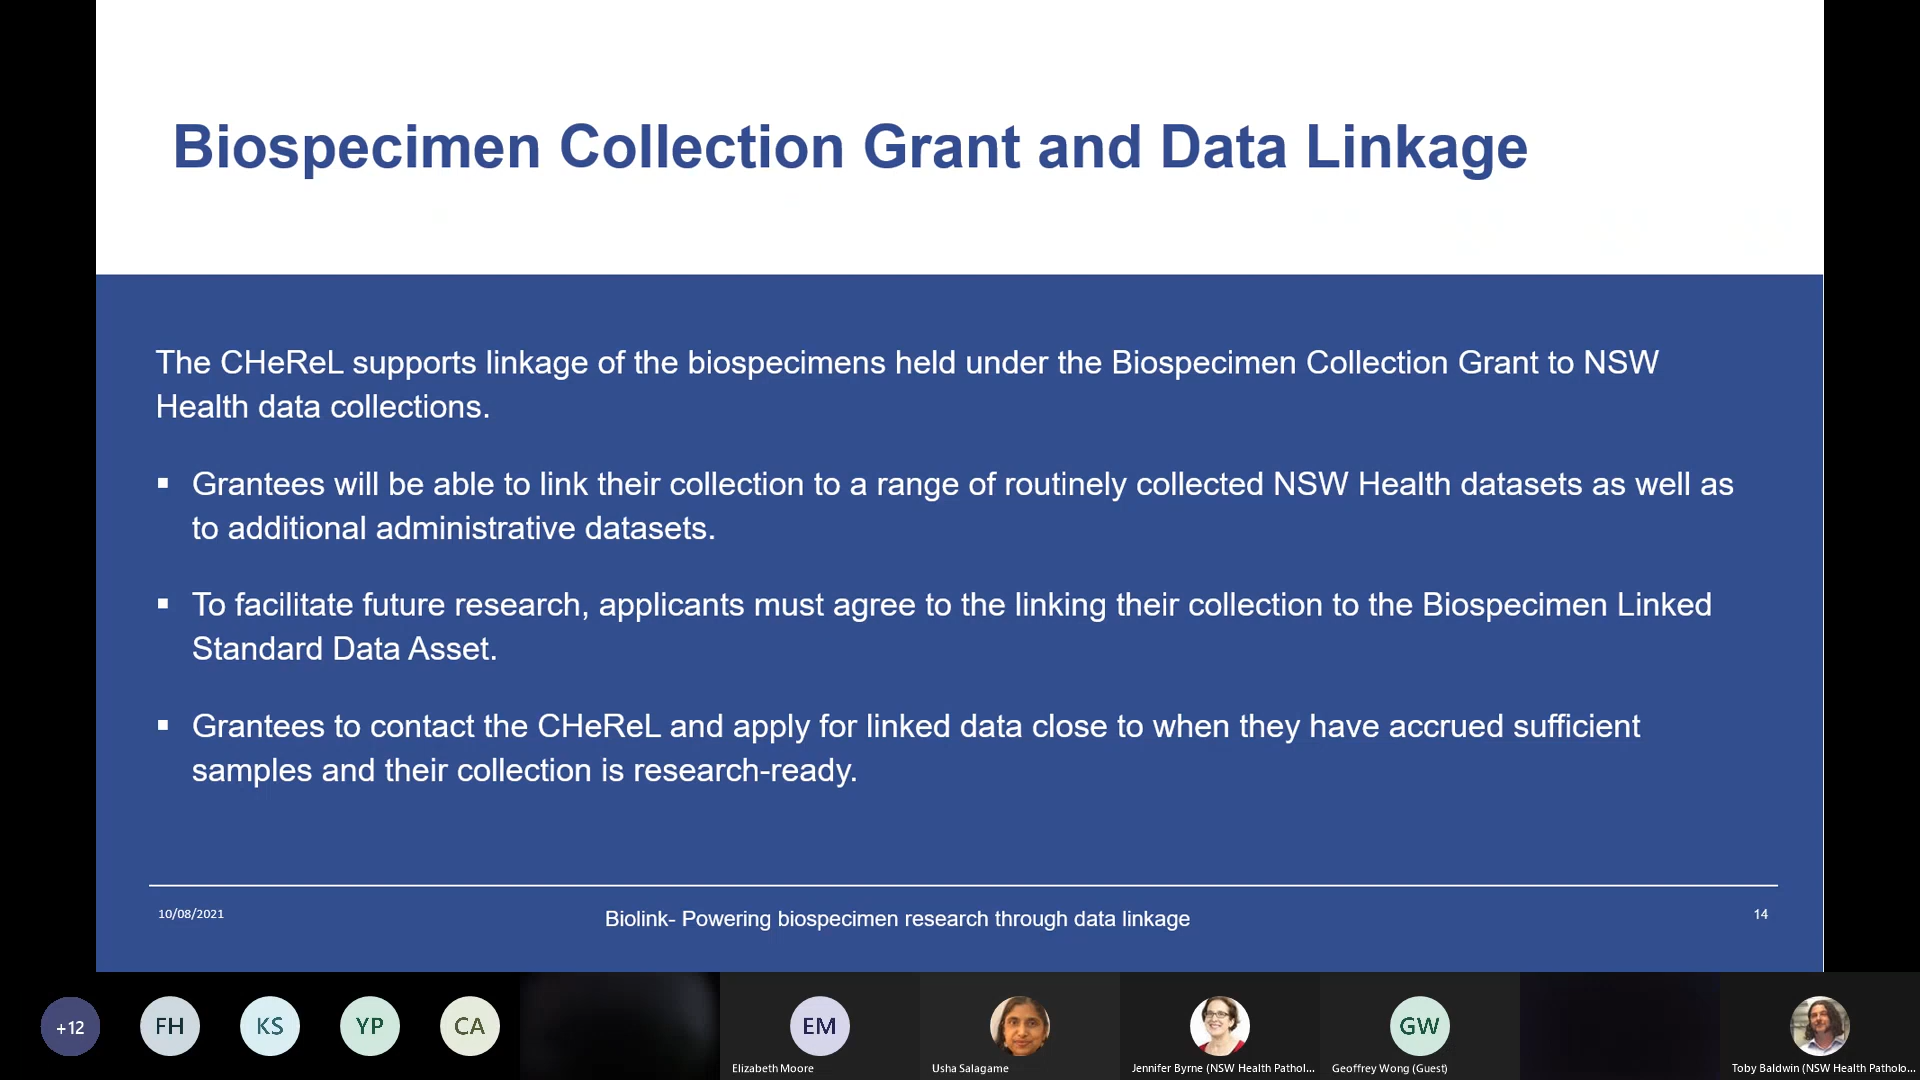 Biospecimen Collection Grant and Data Linkage
The CHeReL supports linkage of the biospecimens held under the Biospecimen Collection Grant to NSW
Health data collections.
▪ Grantees will be able to link their collection to a range of routinely collected NSW Health datasets as well as
to additional administrative datasets.
▪ To facilitate future research, applicants must agree to the linking their collection to the Biospecimen Linked
Standard Data Asset.
▪ Grantees to contact the CHeReL and apply for linked data close to when they have accrued sufficient
samples and their collection is research-ready.
10/08/2021
Biolink- Powering biospecimen research through data linkage
14
+12
FH
KS
YP
CA
EM
GW
Elizabeth Moore
Usha Salagame
Jennifer Byrne (NSW Health Pathol...
Geoffrey Wong (Guest)
Toby Baldwin (NSW Health Patholo...